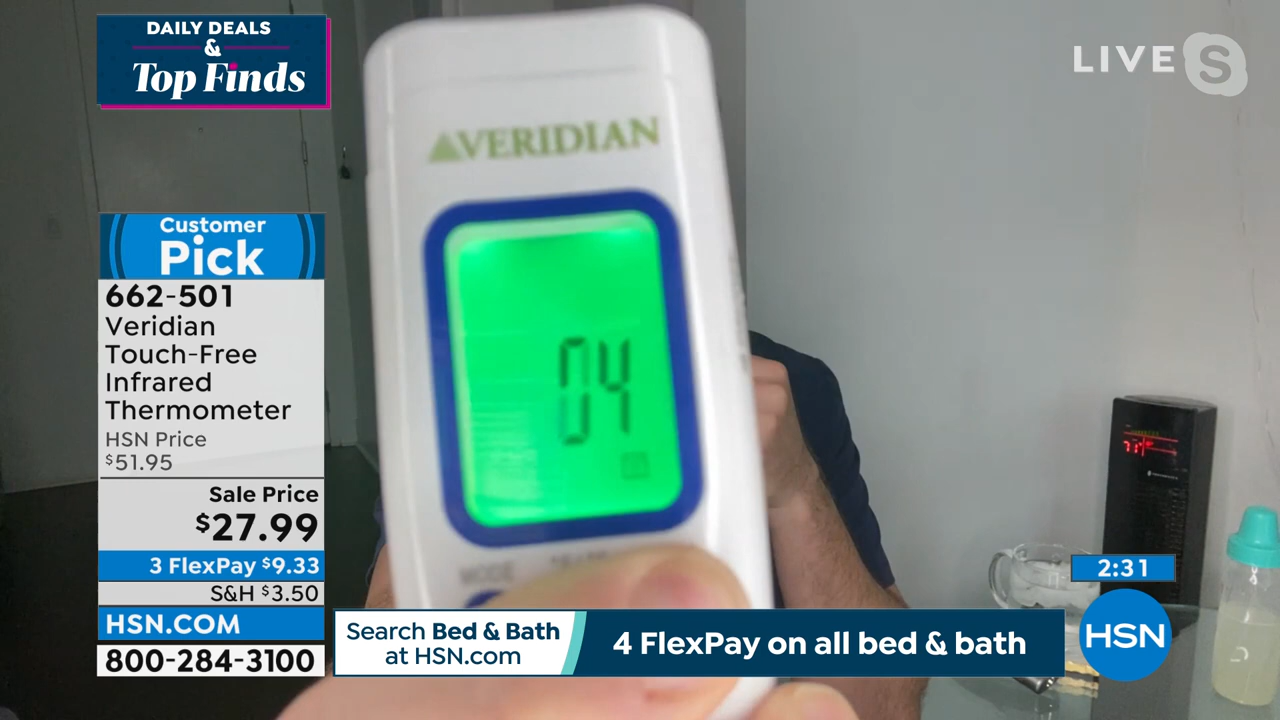 DAILY DEALS
&
Top Finds
LIVE S
VERIDIAN
04
MODE
Customer
Pick
662-501
Veridian
Touch-Free
Infrared
Thermometer
HSN Price
$51.95
Sale Price
$27.99
3 FlexPay $9.33
S&H $3.50
HSN.COM
800-284-3100
Search Bed & Bath
at HSN.com
4 FlexPay on all bed & bath
2:31
HSN